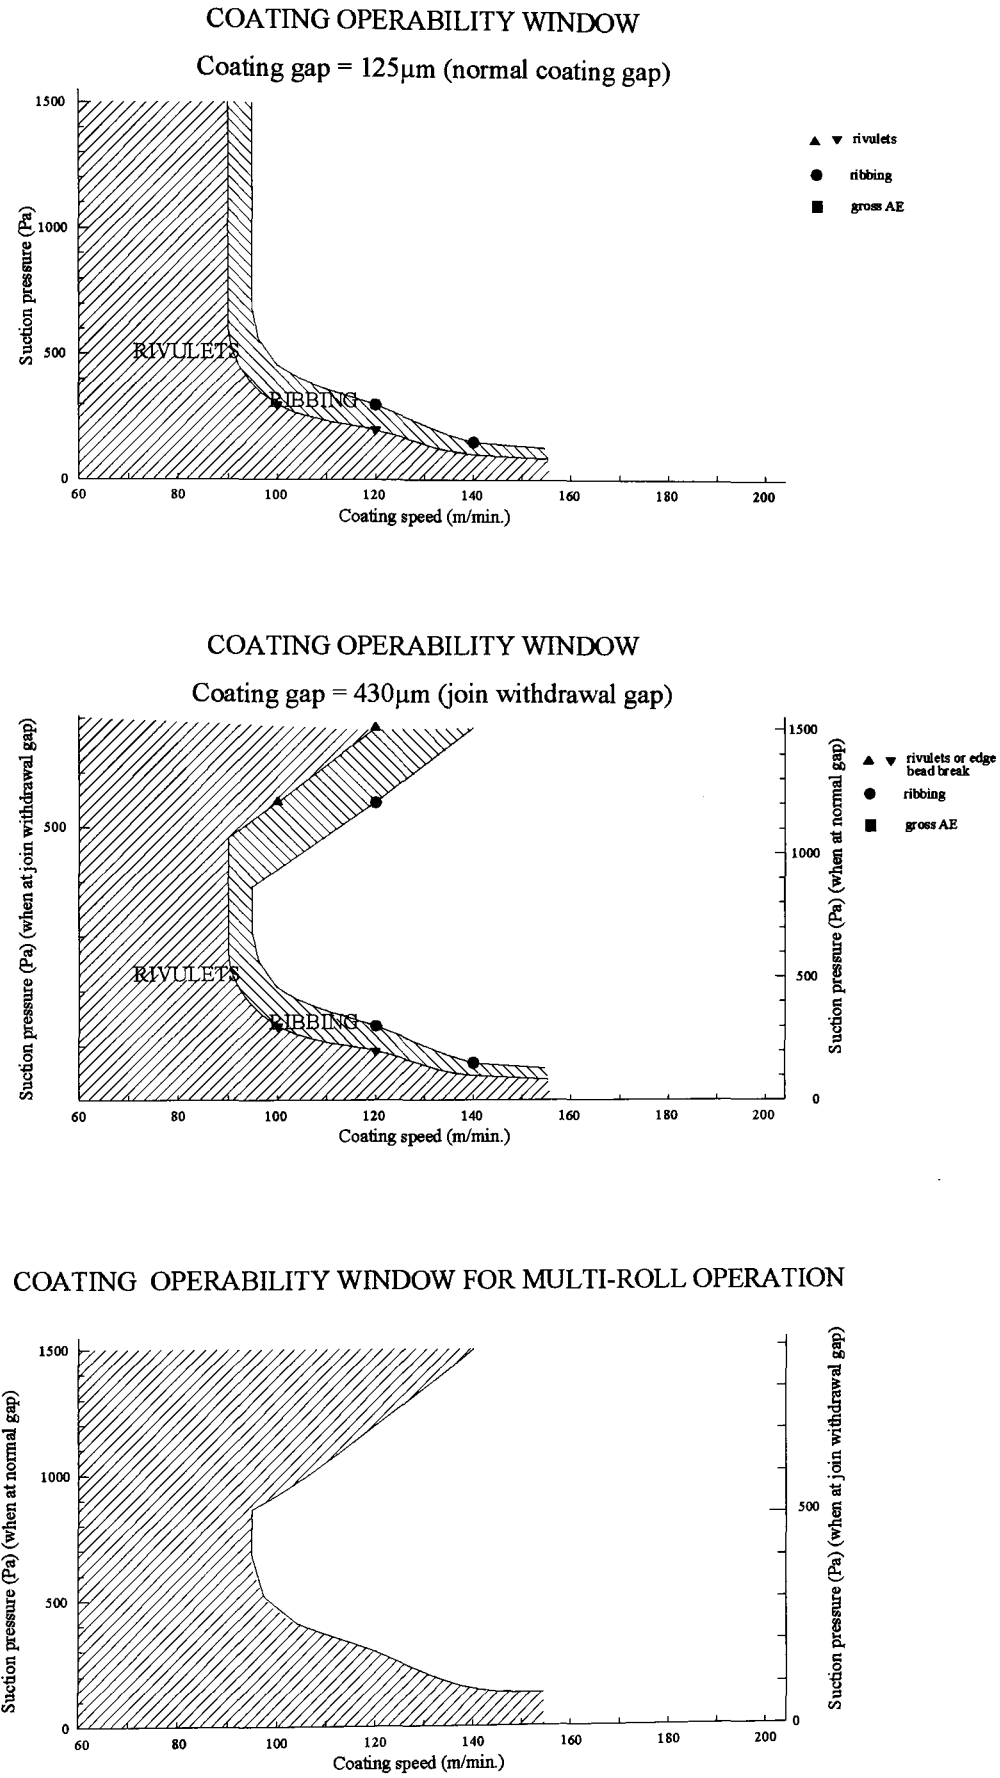 COATING OPERABILITY WINDOW
Coating gap = 125μm (normal coating gap)
1500
1000
500
0
Suction pressure (Pa)
RIVULETS
RIBBING
▲ ▼ rivulets
● ribbing
■ gross AE
60 80 100 120 140 160 180 200
Coating speed (m/min.)
COATING OPERABILITY WINDOW
Coating gap = 430μm (join withdrawal gap)
Suction pressure (Pa) (when at join withdrawal gap)
500
RIVULETS
RIBBING
1500
1000
500
0
Suction pressure (Pa) (when at normal gap)
▲ ▼ rivulets or edge
bead break
● ribbing
■ gross AE
60 80 100 120 140 160 180 200
Coating speed (m/min.)
COATING OPERABILITY WINDOW FOR MULTI-ROLL OPERATION
Suction pressure (Pa) (when at normal gap)
1500
1000
500
0
500
0
Suction pressure (Pa) (when at join withdrawal gap)
60 80 100 120 140 160 180 200
Coating speed (m/min.)